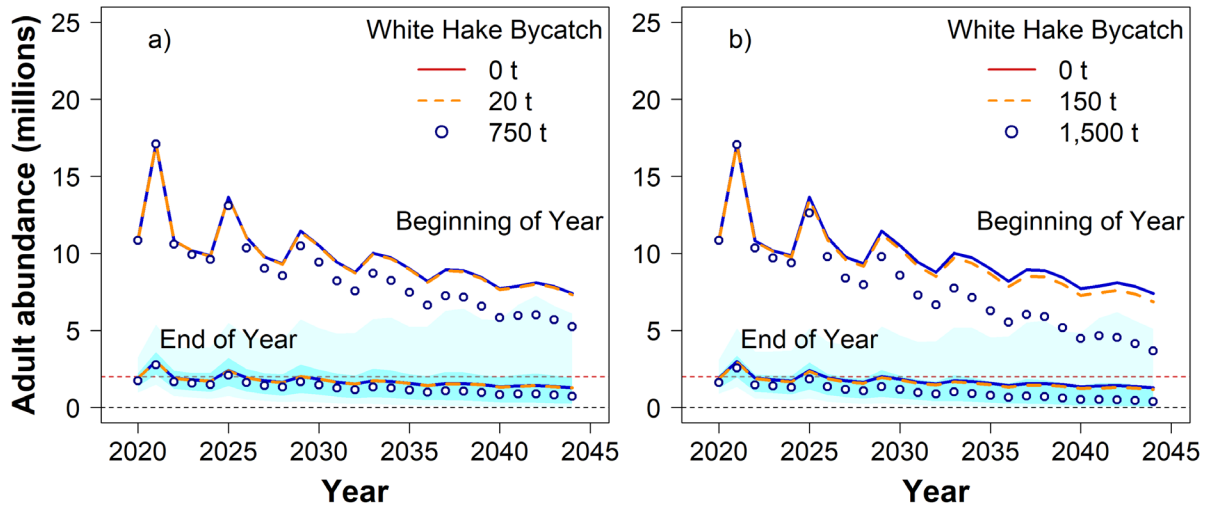 Adult abundance (millions)
25
20
15
10
5
0
a)
White Hake Bycatch
0 t
20 t
750 t
Beginning of Year
End of Year
2020 2025 2030 2035 2040 2045
Year
25
20
15
10
5
0
b)
White Hake Bycatch
0 t
150 t
1,500 t
Beginning of Year
End of Year
2020 2025 2030 2035 2040 2045
Year